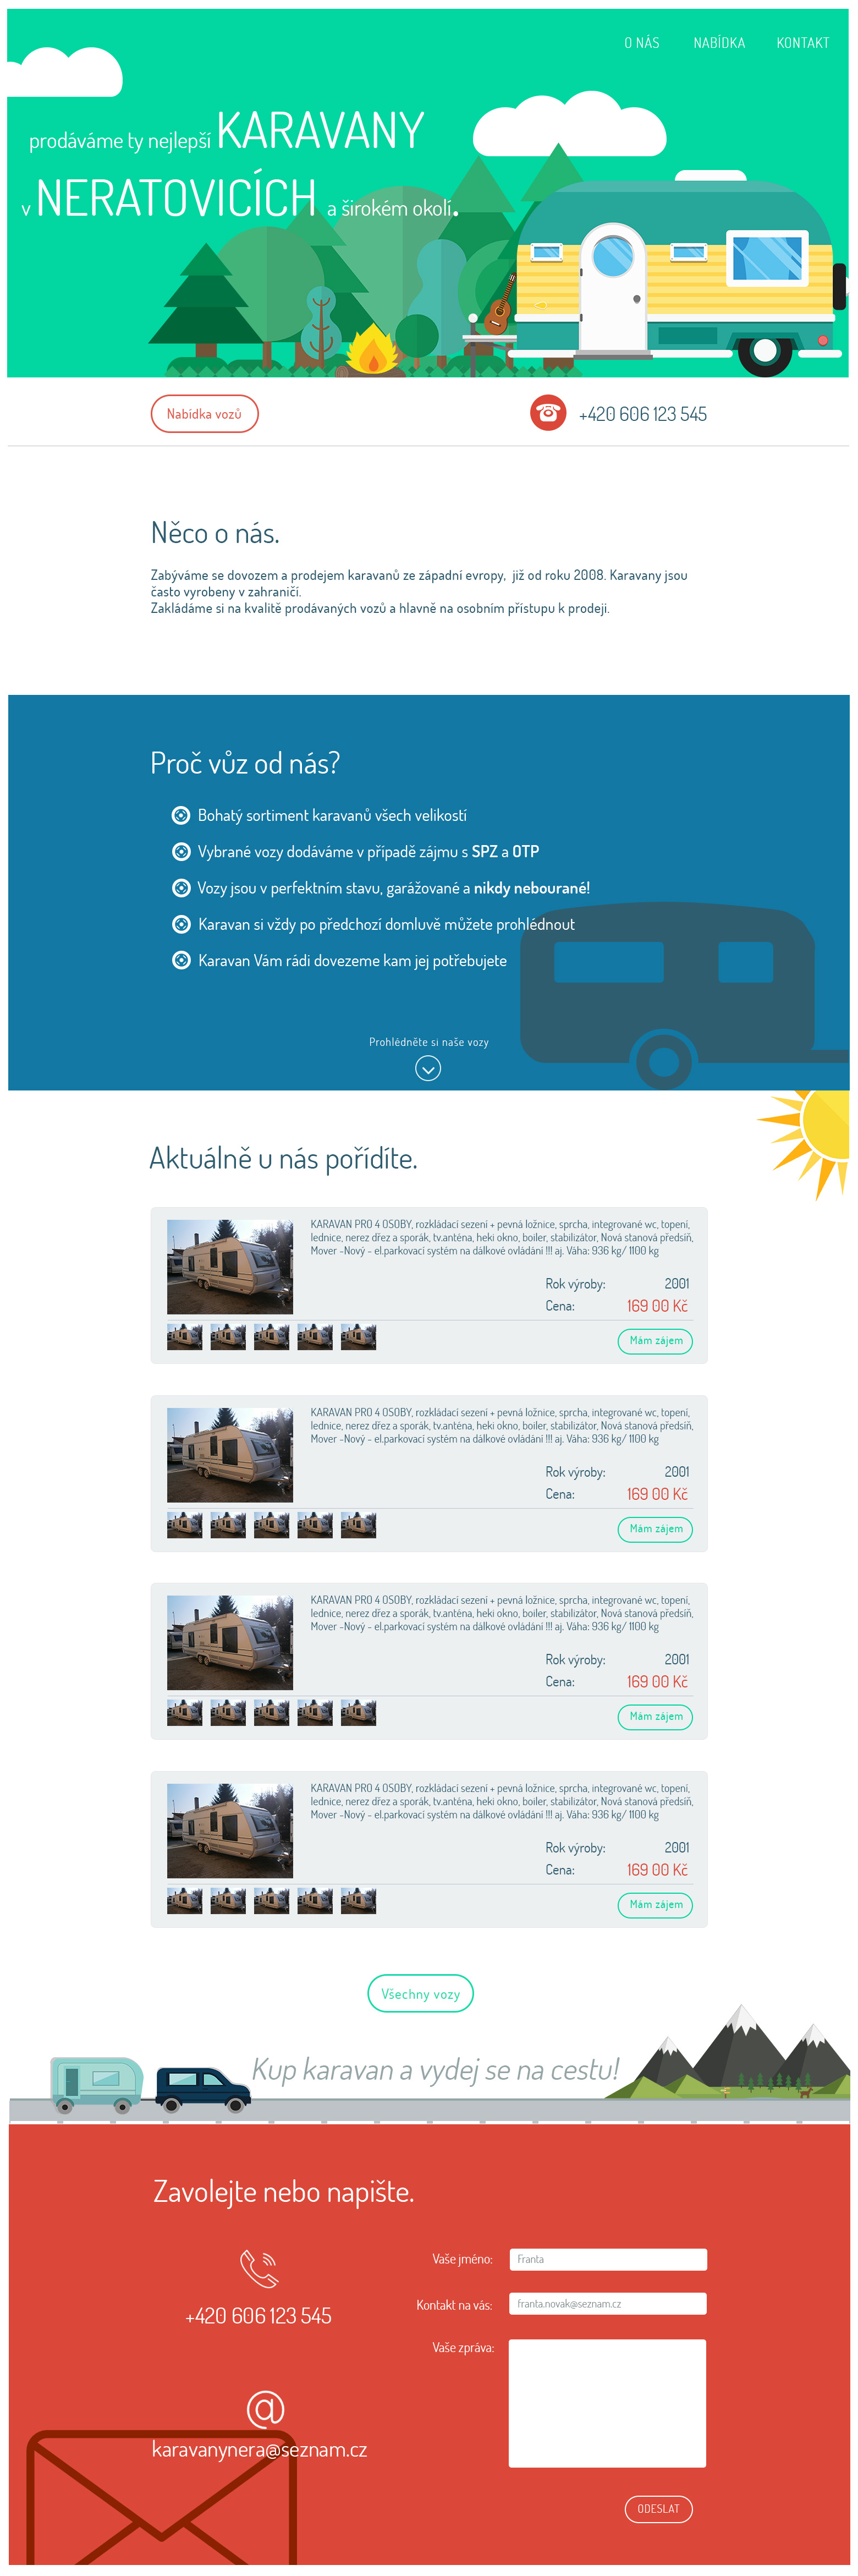 O NÁS NABÍDKA KONTAKT
prodáváme ty nejlepší KARAVANY
v NERATOVICÍCH a širokém okolí.
Nabídka vozů
+420 606 123 545
Něco o nás.
Zabýváme se dovozem a prodejem karavanů ze západní evropy, již od roku 2008. Karavany jsou
často vyrobeny v zahraničí.
Zakládáme si na kvalitě prodávaných vozů a hlavně na osobním přístupu k prodeji.
Proč vůz od nás?
Bohatý sortiment karavanů všech velikostí
Vybrané vozy dodáváme v případě zájmu s SPZ a OTP
Vozy jsou v perfektním stavu, garážované a nikdy nebourané!
Karavan si vždy po předchozí domluvě můžete prohlédnout
Karavan Vám rádi dovezeme kam jej potřebujete
Prohlédněte si naše vozy
Aktuálně u nás pořídíte.
KARAVAN PRO 4 OSOBY, rozkládací sezení + pevná ložnice, sprcha, integrované wc, topení,
lednice, nerez dřez a sporák, tv.anténa, heki okno, boiler, stabilizátor, Nová stanová předsíň,
Mover -Nový - el.parkovací systém na dálkové ovládání !!! aj. Váha: 936 kg/ 1100 kg
Rok výroby: 2001
Cena: 169 00 Kč
Mám zájem
KARAVAN PRO 4 OSOBY, rozkládací sezení + pevná ložnice, sprcha, integrované wc, topení,
lednice, nerez dřez a sporák, tv.anténa, heki okno, boiler, stabilizátor, Nová stanová předsíň,
Mover -Nový - el.parkovací systém na dálkové ovládání !!! aj. Váha: 936 kg/ 1100 kg
Rok výroby: 2001
Cena: 169 00 Kč
Mám zájem
KARAVAN PRO 4 OSOBY, rozkládací sezení + pevná ložnice, sprcha, integrované wc, topení,
lednice, nerez dřez a sporák, tv.anténa, heki okno, boiler, stabilizátor, Nová stanová předsíň,
Mover -Nový - el.parkovací systém na dálkové ovládání !!! aj. Váha: 936 kg/ 1100 kg
Rok výroby: 2001
Cena: 169 00 Kč
Mám zájem
KARAVAN PRO 4 OSOBY, rozkládací sezení + pevná ložnice, sprcha, integrované wc, topení,
lednice, nerez dřez a sporák, tv.anténa, heki okno, boiler, stabilizátor, Nová stanová předsíň,
Mover -Nový - el.parkovací systém na dálkové ovládání !!! aj. Váha: 936 kg/ 1100 kg
Rok výroby: 2001
Cena: 169 00 Kč
Mám zájem
Všechny vozy
Kup karavan a vydej se na cestu!
Zavolejte nebo napište.
+420 606 123 545
@
karavanynera@seznam.cz
Vaše jméno: Franta
Kontakt na vás: franta.novak@seznam.cz
Vaše zpráva:
ODESLAT